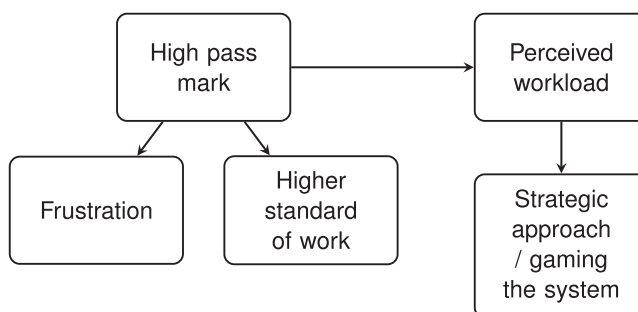 High pass
mark
Perceived
workload
Frustration
Higher
standard
of work
Strategic
approach
/ gaming
the system